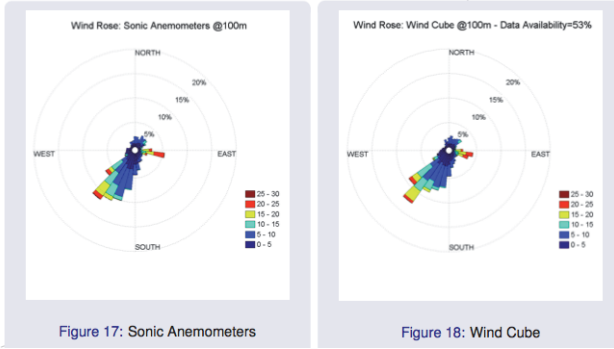 Wind Rose: Sonic Anemometers @100m
NORTH
20%
15%
10%
5%
WEST
EAST
25 - 30
20 - 25
15 - 20
10 - 15
5 - 10
0 - 5
SOUTH
Figure 17: Sonic Anemometers
Wind Rose: Wind Cube @100m - Data Availability=53%
NORTH
20%
15%
10%
5%
WEST
EAST
25 - 30
20 - 25
15 - 20
10 - 15
5 - 10
0 - 5
SOUTH
Figure 18: Wind Cube